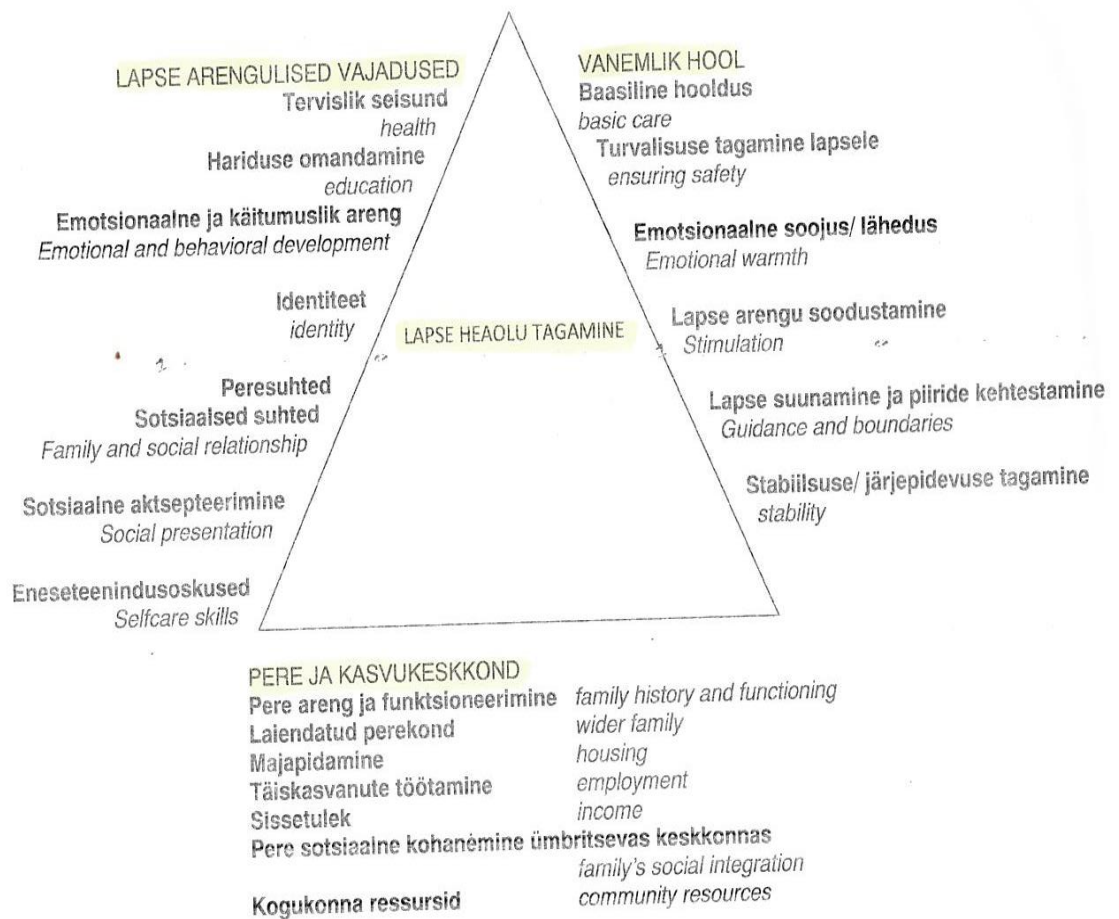 LAPSE ARENGULISED VAJADUSED
Tervislik seisund
health
Hariduse omandamine
education
Emotsionaalne ja käitumuslik areng
Emotional and behavioral development
Identiteet
identity
Peresuhted
Sotsiaalsed suhted
Family and social relationship
Sotsiaalne aktsepteerimine
Social presentation
Eneseteenindusoskused
Selfcare skills
VANEMLIK HOOL
Baasiline hooldus
basic care
Turvalisuse tagamine lapsele
ensuring safety
Emotsionaalne soojus/ lähedus
Emotional warmth
Lapse arengu soodustamine
Stimulation
Lapse suunamine ja piiride kehtestamine
Guidance and boundaries
Stabiilsuse/ järjepidevuse tagamine
stability
LAPSE HEAOLU TAGAMINE
PERE JA KASVUKESKKOND
Pere areng ja funktsioneerimine family history and functioning
Laiendatud perekond wider family
Majapidamine housing
Täiskasvanute töötamine employment
Sissetulek income
Pere sotsiaalne kohanemine ümbritsevas keskkonnas
family's social integration
Kogukonna ressursid community resources